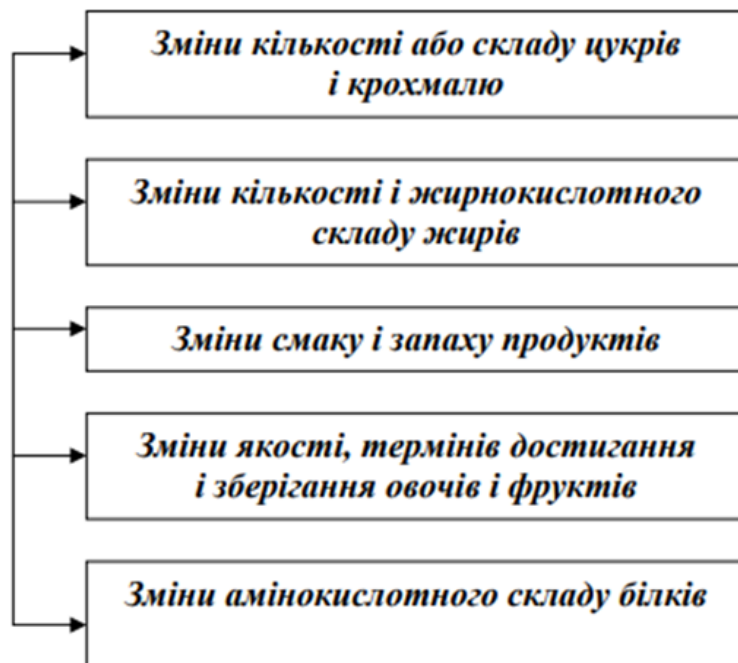 Зміни кількості або складу цукрів
і крохмалю
Зміни кількості і жирнокислотного
складу жирів
Зміни смаку і запаху продуктів
Зміни якості, термінів достигання
і зберігання овочів і фруктів
Зміни амінокислотного складу білків